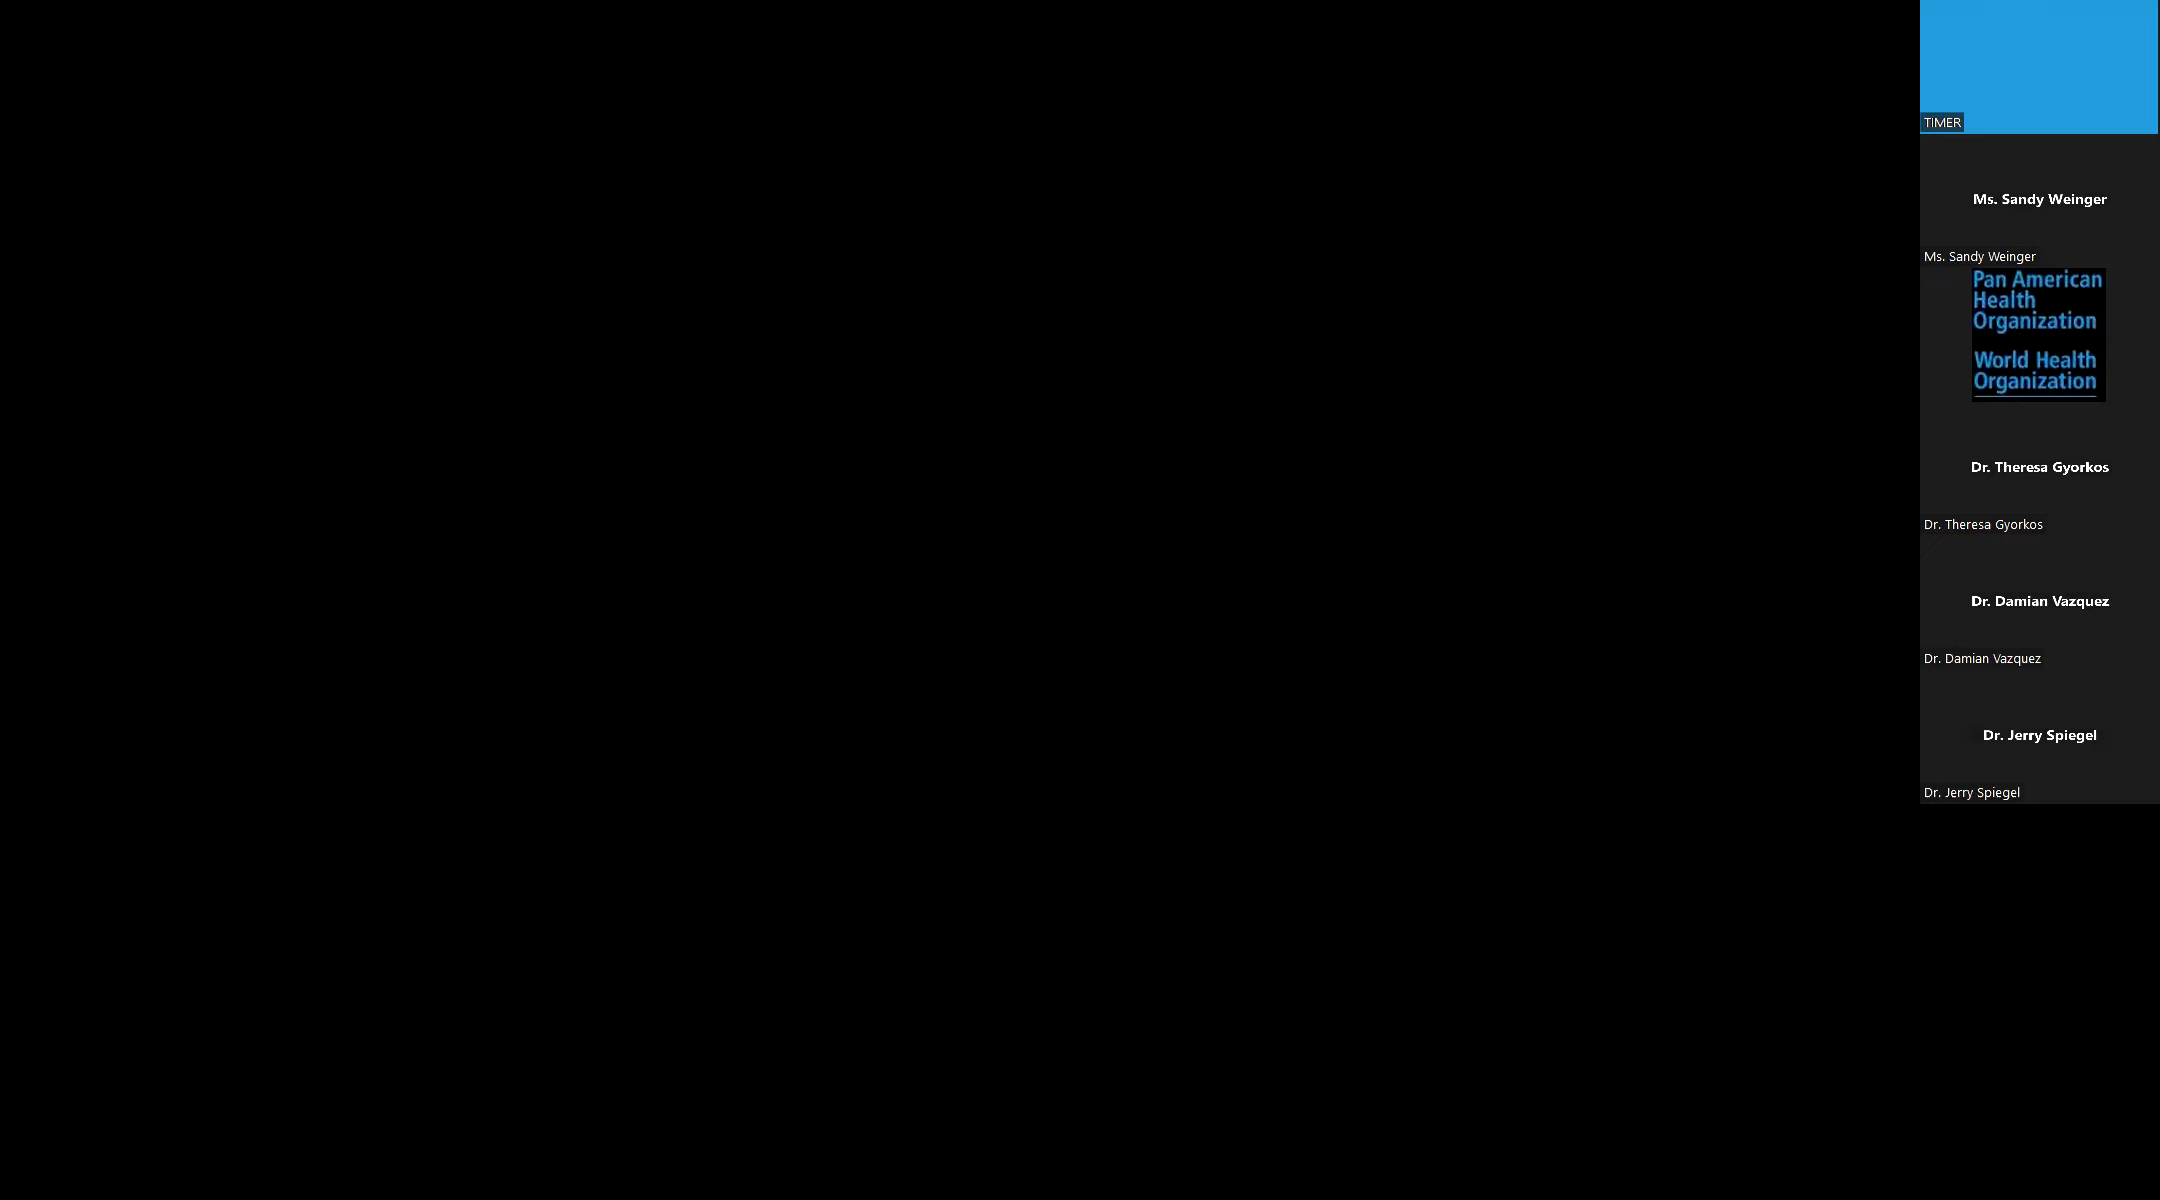 TIMER
Ms. Sandy Weinger
Ms. Sandy Weinger
Pan American
Health
Organization
World Health
Organization
Dr. Theresa Gyorkos
Dr. Theresa Gyorkos
Dr. Damian Vazquez
Dr. Damian Vazquez
Dr. Jerry Spiegel
Dr. Jerry Spiegel